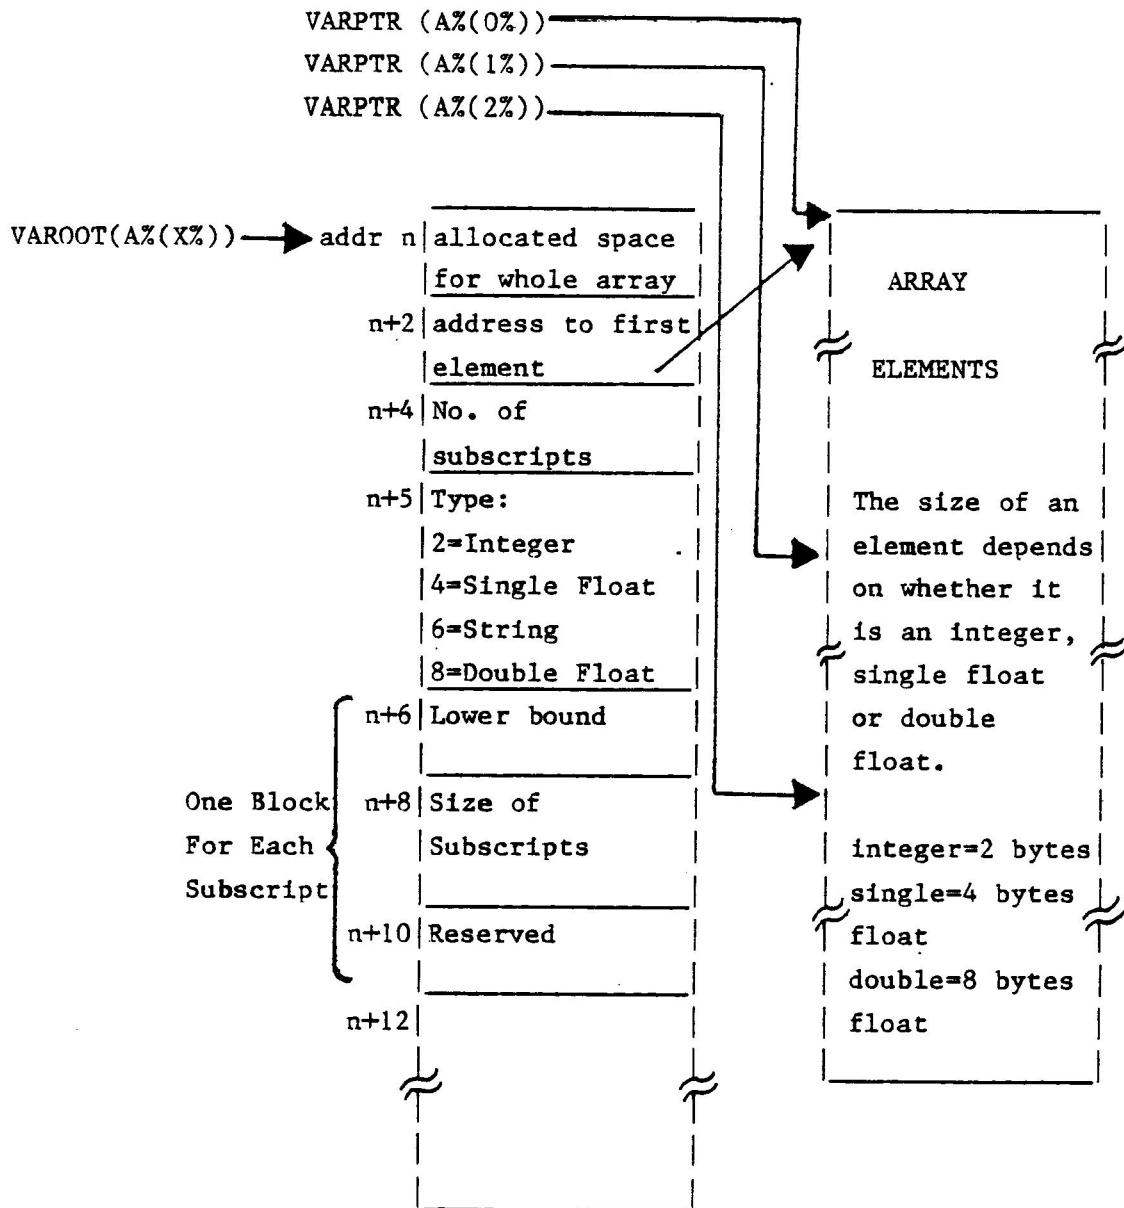 VARPTR (A%(0%))
VARPTR (A%(1%))
VARPTR (A%(2%))
VAROOT(A%(X%))
addr n
allocated space
for whole array
n+2
address to first
element
n+4
No. of
subscripts
n+5
Type:
2=Integer
4=Single Float
6=String
8=Double Float
One Block
For Each
Subscript
n+6
Lower bound
n+8
Size of
Subscripts
n+10
Reserved
n+12
ARRAY
ELEMENTS
The size of an
element depends
on whether it
is an integer,
single float
or double
float.
integer=2 bytes
single=4 bytes
float
double=8 bytes
float